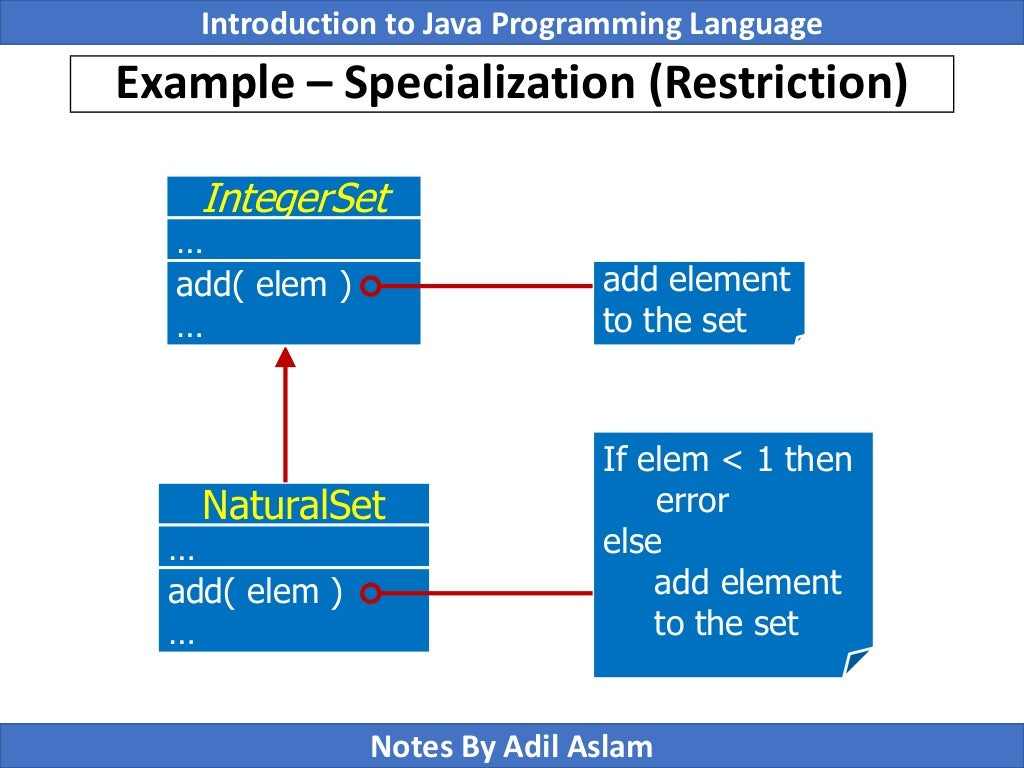 Introduction to Java Programming Language
Example – Specialization (Restriction)
IntegerSet
...
add( elem )
...
add element
to the set
NaturalSet
...
add( elem )
...
If elem < 1 then
error
else
add element
to the set
Notes By Adil Aslam